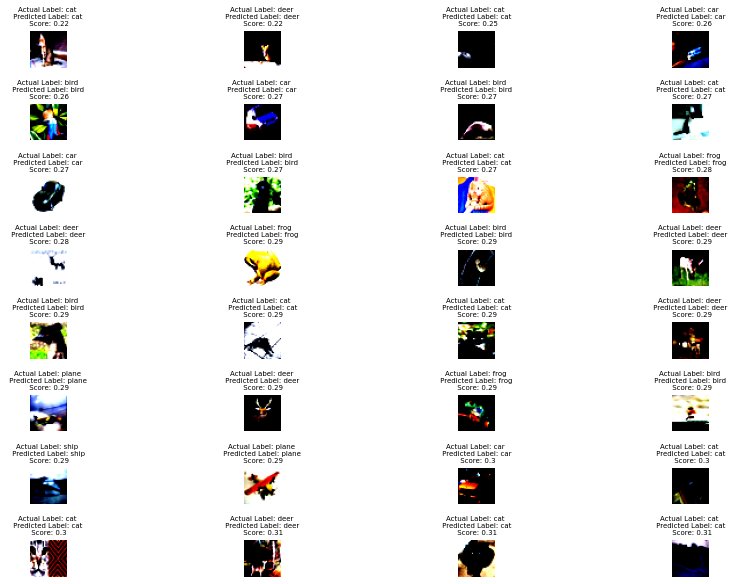 Actual Label: cat
Predicted Label: cat
Score: 0.22
Actual Label: deer
Predicted Label: deer
Score: 0.22
Actual Label: cat
Predicted Label: cat
Score: 0.25
Actual Label: car
Predicted Label: car
Score: 0.26
Actual Label: bird
Predicted Label: bird
Score: 0.26
Actual Label: car
Predicted Label: car
Score: 0.27
Actual Label: bird
Predicted Label: bird
Score: 0.27
Actual Label: cat
Predicted Label: cat
Score: 0.27
Actual Label: car
Predicted Label: car
Score: 0.27
Actual Label: bird
Predicted Label: bird
Score: 0.27
Actual Label: cat
Predicted Label: cat
Score: 0.27
Actual Label: frog
Predicted Label: frog
Score: 0.28
Actual Label: deer
Predicted Label: deer
Score: 0.28
Actual Label: frog
Predicted Label: frog
Score: 0.29
Actual Label: bird
Predicted Label: bird
Score: 0.29
Actual Label: deer
Predicted Label: deer
Score: 0.29
Actual Label: bird
Predicted Label: bird
Score: 0.29
Actual Label: cat
Predicted Label: cat
Score: 0.29
Actual Label: cat
Predicted Label: cat
Score: 0.29
Actual Label: deer
Predicted Label: deer
Score: 0.29
Actual Label: plane
Predicted Label: plane
Score: 0.29
Actual Label: deer
Predicted Label: deer
Score: 0.29
Actual Label: frog
Predicted Label: frog
Score: 0.29
Actual Label: bird
Predicted Label: bird
Score: 0.29
Actual Label: ship
Predicted Label: ship
Score: 0.29
Actual Label: plane
Predicted Label: plane
Score: 0.29
Actual Label: car
Predicted Label: car
Score: 0.3
Actual Label: cat
Predicted Label: cat
Score: 0.3
Actual Label: cat
Predicted Label: cat
Score: 0.3
Actual Label: deer
Predicted Label: deer
Score: 0.31
Actual Label: cat
Predicted Label: cat
Score: 0.31
Actual Label: cat
Predicted Label: cat
Score: 0.31